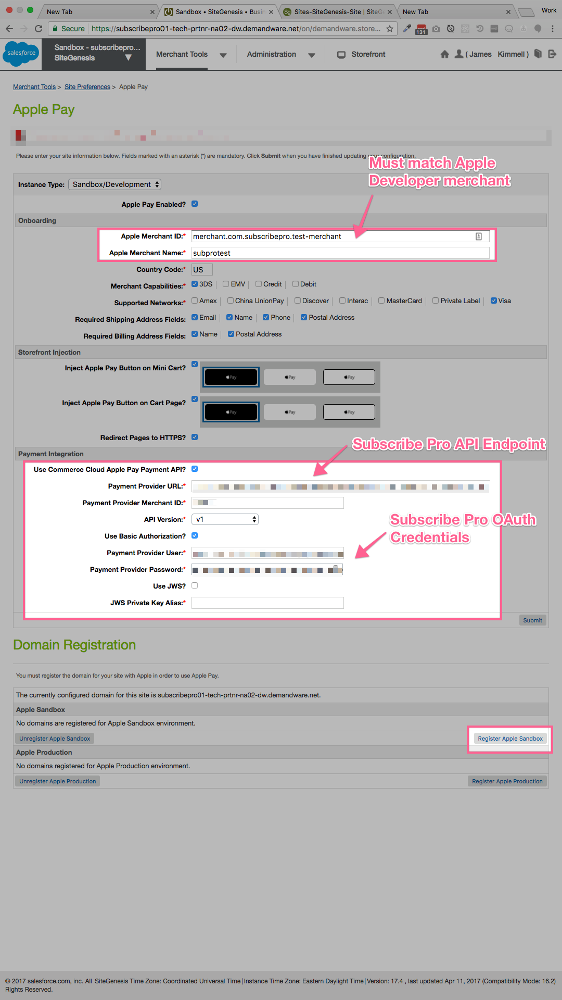 New Tab
Sandbox • SiteGenesis • Busin
Sites-SiteGenesis-Site | SiteGe
New Tab
Work
Secure
https://subscribepro01-tech-prtnr-na02-dw.demandware.net/on/demandware.store...
131
salesforce
Sandbox - subscribepro...
SiteGenesis
Merchant Tools
Administration
Storefront
( James Kimmell )
Merchant Tools > Site Preferences > Apple Pay
Apple Pay
Please enter your site information below. Fields marked with an asterisk (*) are mandatory. Click Submit when you have finished updating your configuration.
Must match Apple
Developer merchant
Instance Type: Sandbox/Development
Apple Pay Enabled?
Onboarding
Apple Merchant ID:* merchant.com.subscribepro.test-merchant
Apple Merchant Name:* subprotest
Country Code:* US
Merchant Capabilities:* 3DS EMV Credit Debit
Supported Networks:* Amex China UnionPay Discover Interac MasterCard Private Label Visa
Required Shipping Address Fields: Email Name Phone Postal Address
Required Billing Address Fields: Name Postal Address
Storefront Injection
Inject Apple Pay Button on Mini Cart?
Pay Pay Pay
Inject Apple Pay Button on Cart Page?
Pay Pay Pay
Redirect Pages to HTTPS?
Subscribe Pro API Endpoint
Payment Integration
Use Commerce Cloud Apple Pay Payment API?
Payment Provider URL:*
Payment Provider Merchant ID:*
API Version:* v1
Subscribe Pro OAuth
Credentials
Use Basic Authorization?
Payment Provider User:*
Payment Provider Password:*
Use JWS?
JWS Private Key Alias:*
Submit
Domain Registration
You must register the domain for your site with Apple in order to use Apple Pay.
The currently configured domain for this site is subscribepro01-tech-prtnr-na02-dw.demandware.net.
Apple Sandbox
No domains are registered for Apple Sandbox environment.
Unregister Apple Sandbox
Register Apple Sandbox
Apple Production
No domains registered for Apple Production environment.
Unregister Apple Production
Register Apple Production
© 2017 salesforce.com, inc. All SiteGenesis Time Zone: Coordinated Universal Time | Instance Time Zone: Eastern Daylight Time | Version: 17.4 , last updated Apr 11, 2017 (Compatibility Mode: 16.2)
Rights Reserved.